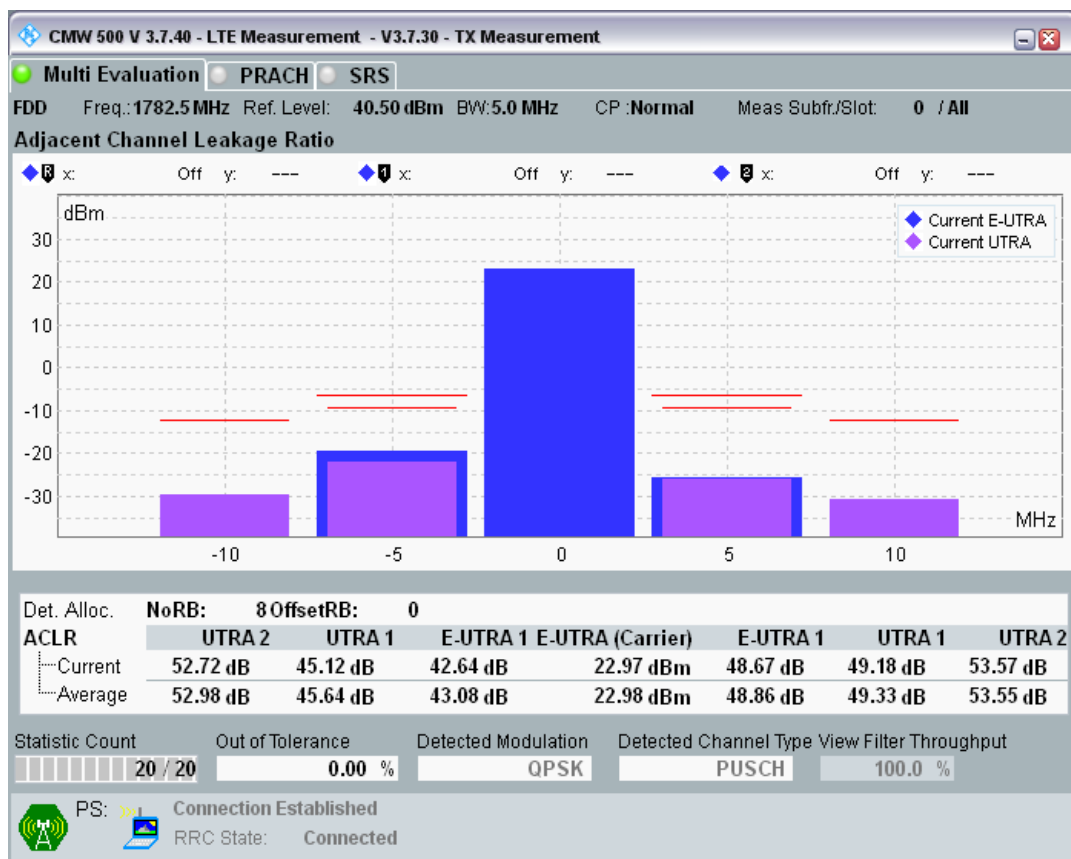 CMW 500 V 3.7.40 - LTE Measurement - V3.7.30 - TX Measurement
Multi Evaluation PRACH SRS
FDD Freq.: 1782.5 MHz Ref. Level: 40.50 dBm BW: 5.0 MHz CP : Normal Meas Subfr./Slot: 0 / All
Adjacent Channel Leakage Ratio
R x: Off y: --- 1 x: Off y: --- 2 x: Off y: ---
dBm
Current E-UTRA
Current UTRA
30
20
10
0
-10
-20
-30
MHz
-10 -5 0 5 10
Det. Alloc. NoRB: 8 OffsetRB: 0
ACLR UTRA 2 UTRA 1 E-UTRA 1 E-UTRA (Carrier) E-UTRA 1 UTRA 1 UTRA 2
Current 52.72 dB 45.12 dB 42.64 dB 22.97 dBm 48.67 dB 49.18 dB 53.57 dB
Average 52.98 dB 45.64 dB 43.08 dB 22.98 dBm 48.86 dB 49.33 dB 53.55 dB
Statistic Count Out of Tolerance Detected Modulation Detected Channel Type View Filter Throughput
20 / 20 0.00 % QPSK PUSCH 100.0 %
PS: Connection Established
RRC State: Connected